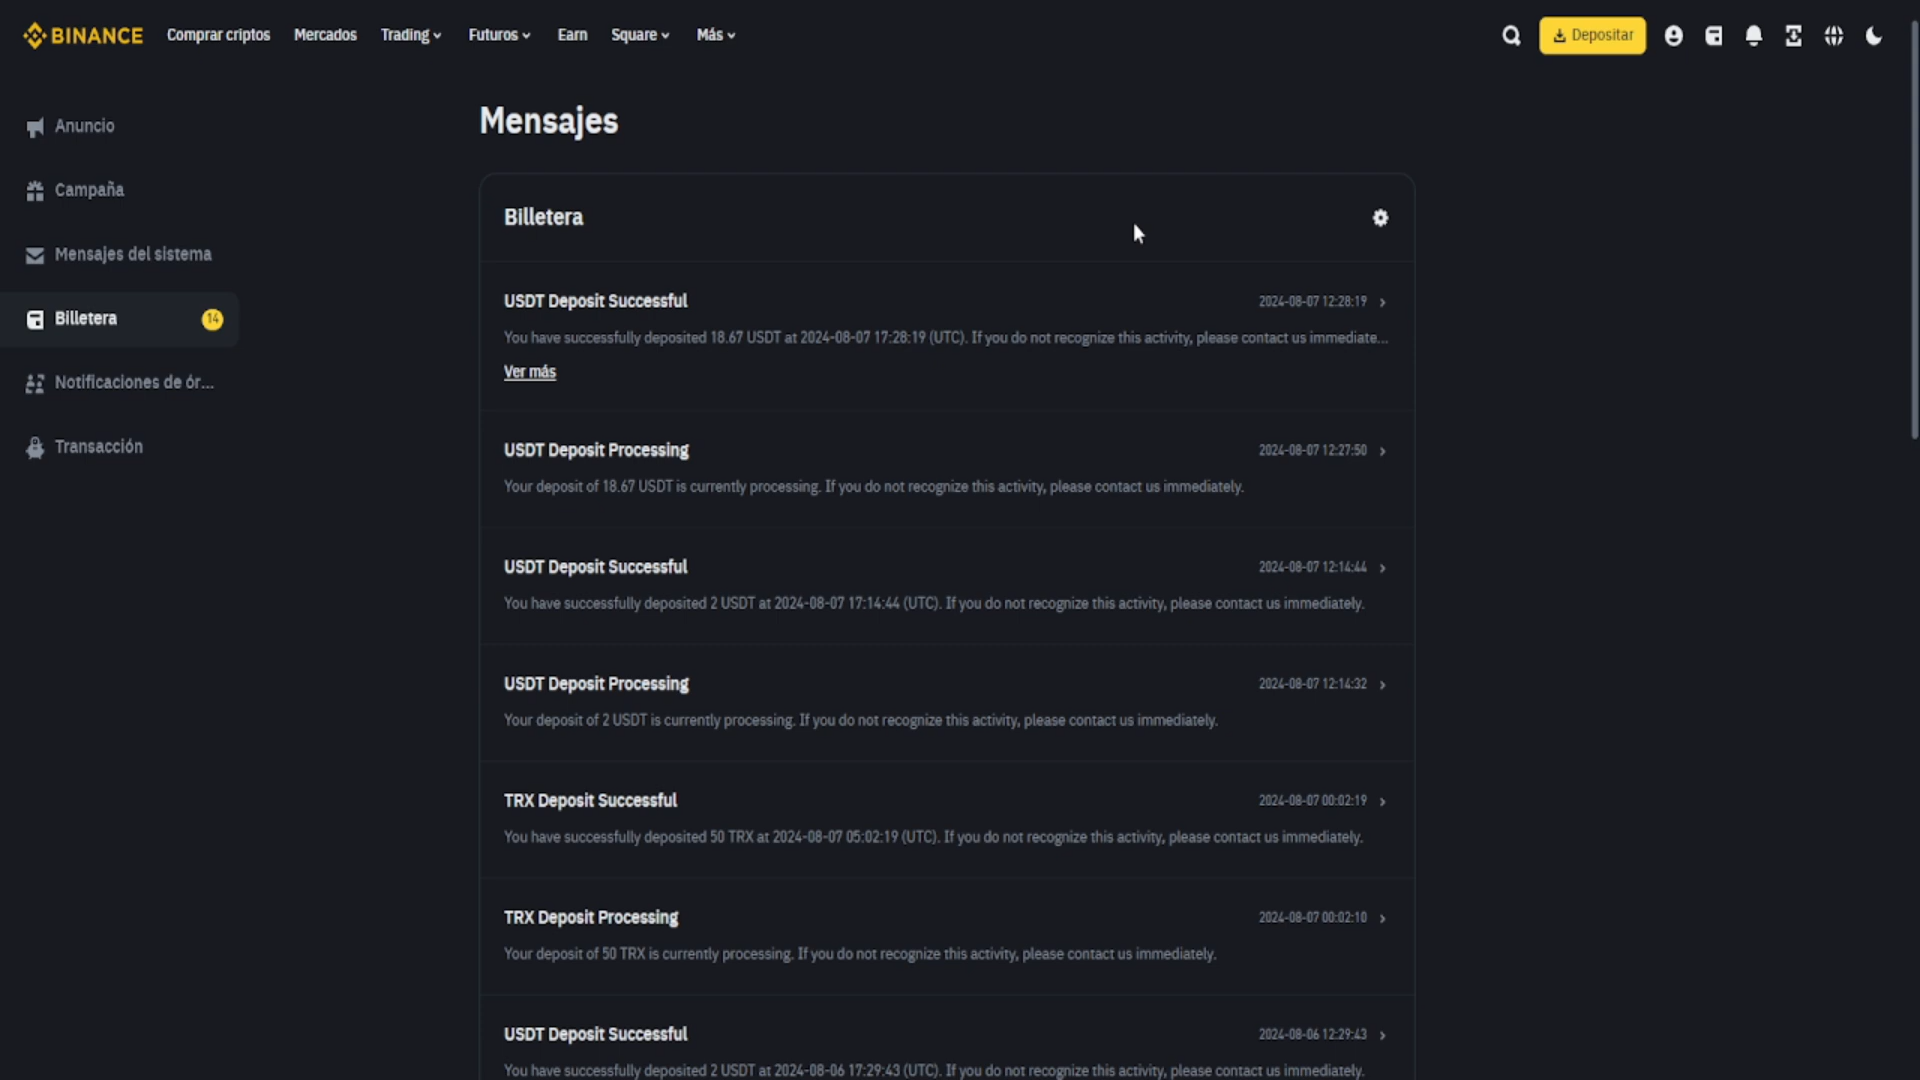 BINANCE Comprar criptos Mercados Trading Futuros Earn Square Más Depositar
Anuncio
Campaña
Mensajes del sistema
Billetera 14
Notificaciones de ór...
Transacción
Mensajes
Billetera
USDT Deposit Successful 2024-08-07 12:28:19
You have successfully deposited 18.67 USDT at 2024-08-07 17:28:19 (UTC). If you do not recognize this activity, please contact us immediate...
Ver más
USDT Deposit Processing 2024-08-07 12:27:50
Your deposit of 18.67 USDT is currently processing. If you do not recognize this activity, please contact us immediately.
USDT Deposit Successful 2024-08-07 12:14:44
You have successfully deposited 2 USDT at 2024-08-07 17:14:44 (UTC). If you do not recognize this activity, please contact us immediately.
USDT Deposit Processing 2024-08-07 12:14:32
Your deposit of 2 USDT is currently processing. If you do not recognize this activity, please contact us immediately.
TRX Deposit Successful 2024-08-07 00:02:19
You have successfully deposited 50 TRX at 2024-08-07 05:02:19 (UTC). If you do not recognize this activity, please contact us immediately.
TRX Deposit Processing 2024-08-07 00:02:10
Your deposit of 50 TRX is currently processing. If you do not recognize this activity, please contact us immediately.
USDT Deposit Successful 2024-08-06 12:29:43
You have successfully deposited 2 USDT at 2024-08-06 17:29:43 (UTC). If you do not recognize this activity, please contact us immediately.